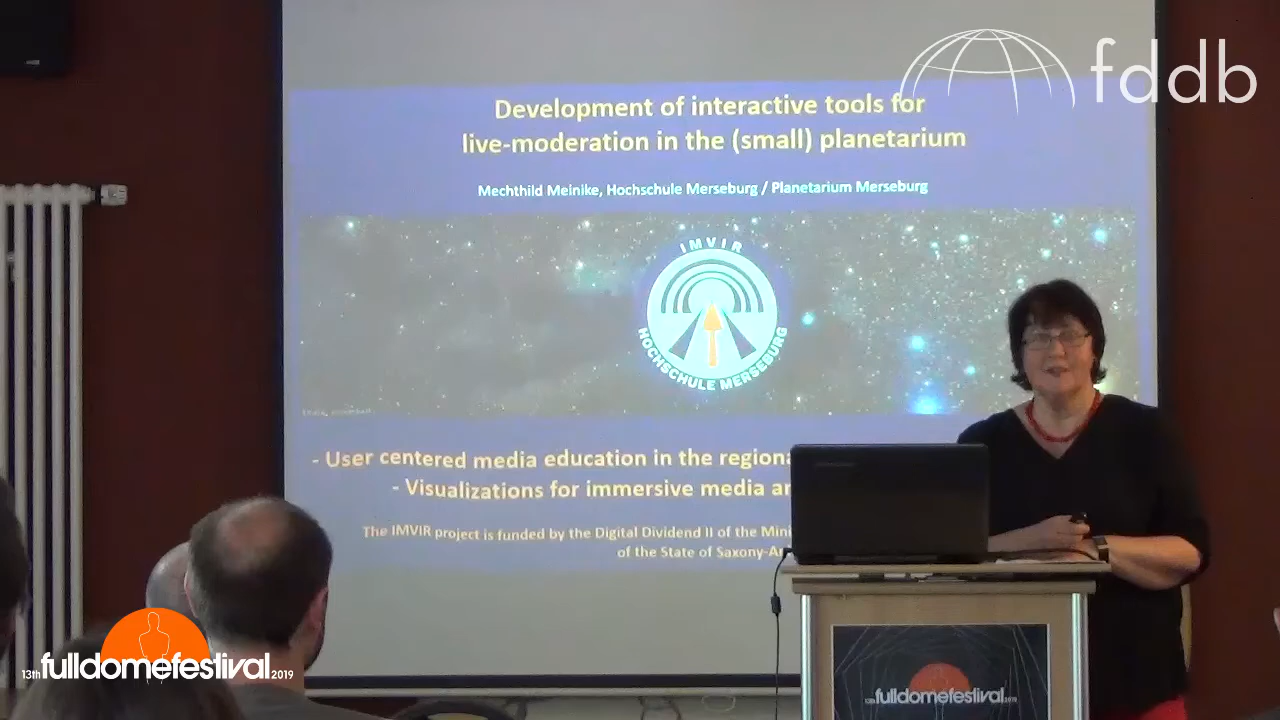 fddb
Development of interactive tools for
live-moderation in the (small) planetarium
Mechthild Meinike, Hochschule Merseburg / Planetarium Merseburg
IMVIR
HOCHSCHULE MERSEBURG
- User centered media education in the regiona
- Visualizations for immersive media ar
The IMVIR project is funded by the Digital Dividend II of the Mini
of the State of Saxony-An
13th fulldomefestival 2019
13th fulldomefestival 2019